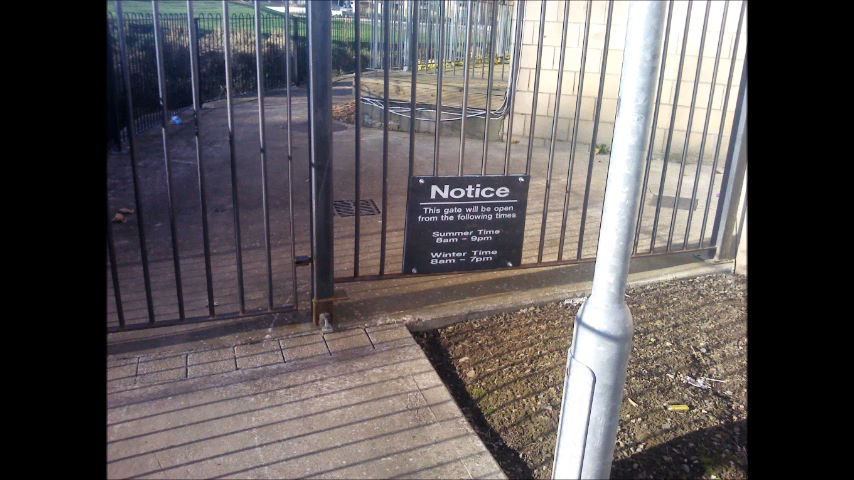 Notice
This gate will be open
from the following times
Summer Time
8am - 9pm
Winter Time
8am - 7pm